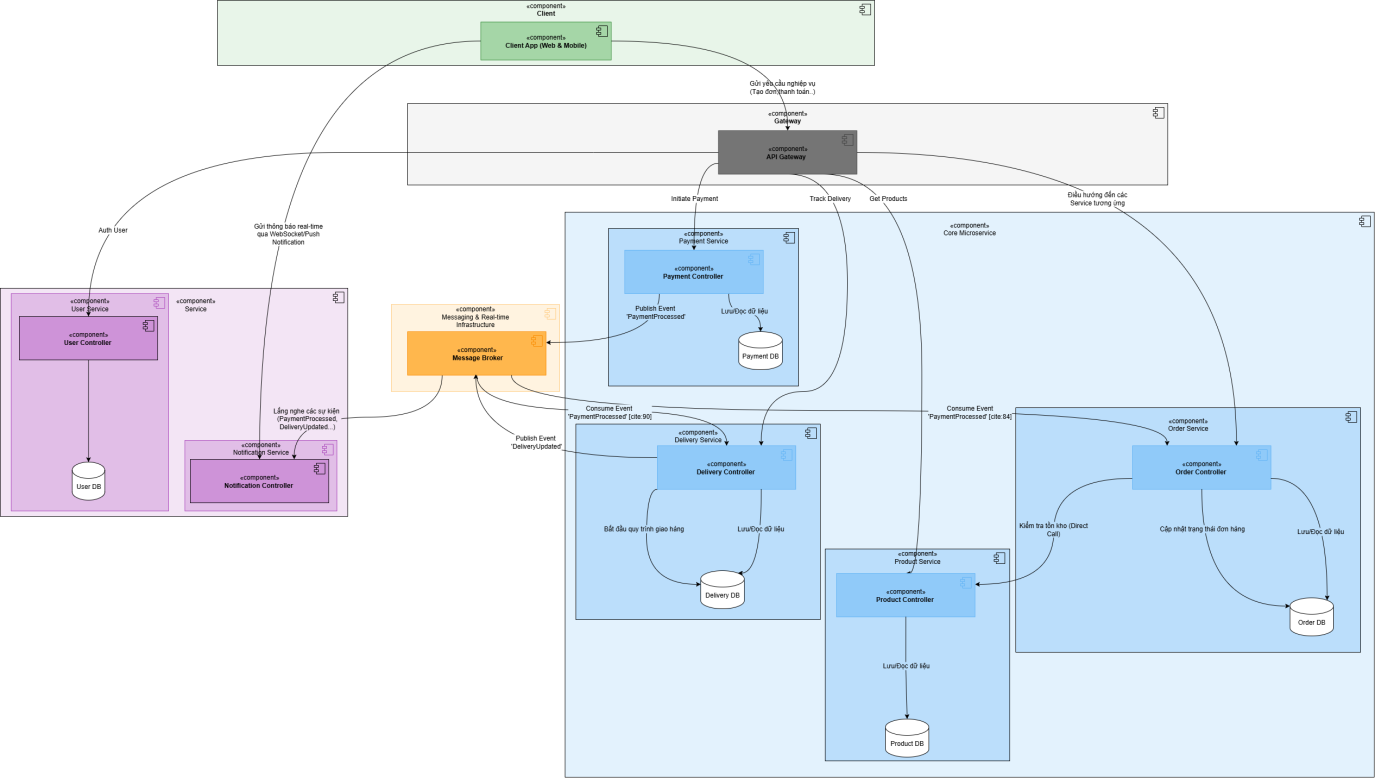 «component»
Client
«component»
Client App (Web & Mobile)
Gửi yêu cầu nghiệp vụ
(Tạo đơn,thanh toán..)
«component»
Gateway
«component»
API Gateway
Initiate Payment
Track Delivery
Get Products
Điều hướng đến các
Service tương ứng
Auth User
Gửi thông báo real-time
qua WebSocket/Push
Notification
«component»
Core Microservice
«component»
Payment Service
«component»
Payment Controller
Publish Event
'PaymentProcessed'
Lưu/Đọc dữ liệu
Payment DB
«component»
Service
«component»
User Service
«component»
User Controller
User DB
«component»
Messaging & Real-time
Infrastructure
«component»
Message Broker
Lắng nghe các sự kiện
(PaymentProcessed,
DeliveryUpdated...)
«component»
Notification Service
«component»
Notification Controller
Consume Event
'PaymentProcessed' [cite:90]
Consume Event
'PaymentProcessed' [cite:84]
Publish Event
'DeliveryUpdated'
«component»
Delivery Service
«component»
Delivery Controller
Bắt đầu quy trình giao hàng
Lưu/Đọc dữ liệu
Delivery DB
«component»
Order Service
«component»
Order Controller
Kiểm tra tồn kho (Direct
Call)
Cập nhật trạng thái đơn hàng
Lưu/Đọc dữ liệu
Order DB
«component»
Product Service
«component»
Product Controller
Lưu/Đọc dữ liệu
Product DB